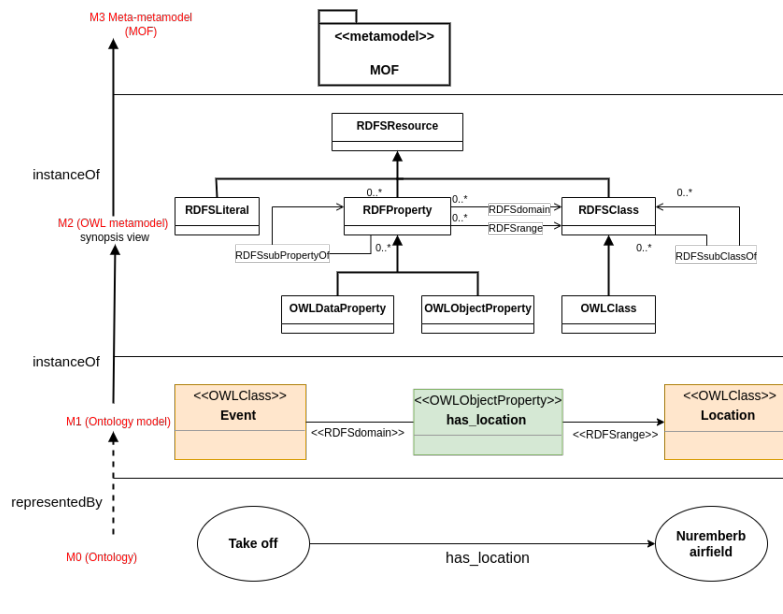 M3 Meta-metamodel
(MOF)
<<metamodel>>
MOF
instanceOf
RDFSResource
RDFSLiteral
0..*
RDFProperty
0..*
0..*
RDFSdomain
RDFSrange
RDFSClass
0..*
M2 (OWL metamodel)
synopsis view
RDFSsubPropertyOf
0..*
0..*
RDFSsubClassOf
OWLDataProperty
OWLObjectProperty
OWLClass
instanceOf
M1 (Ontology model)
<<OWLClass>>
Event
<<RDFSdomain>>
<<OWLObjectProperty>>
has_location
<<RDFSrange>>
<<OWLClass>>
Location
representedBy
M0 (Ontology)
Take off
has_location
Nuremberb
airfield